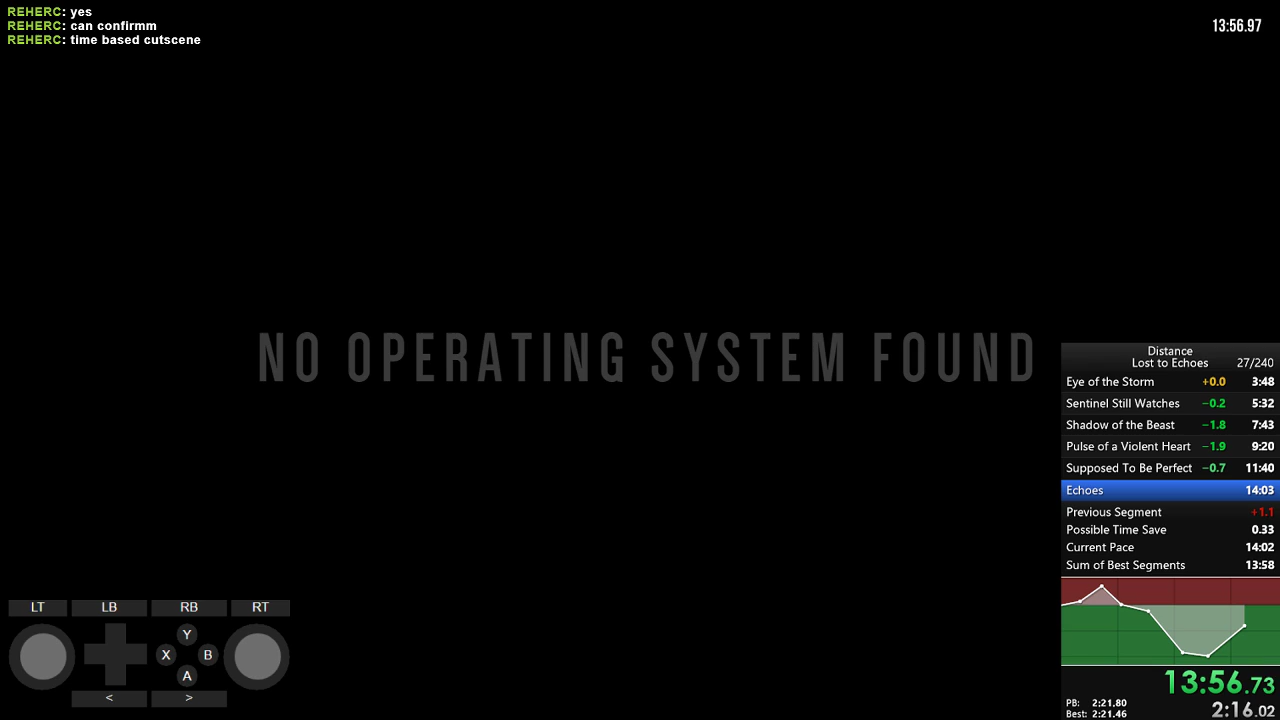 REHERC: yes
REHERC: can confirmm
REHERC: time based cutscene
13:56.97
NO OPERATING SYSTEM FOUND
Distance
Lost to Echoes 27/240
Eye of the Storm +0.0 3:48
Sentinel Still Watches −0.2 5:32
Shadow of the Beast −1.8 7:43
Pulse of a Violent Heart −1.9 9:20
Supposed To Be Perfect −0.7 11:40
Echoes 14:03
Previous Segment +1.1
Possible Time Save 0.33
Current Pace 14:02
Sum of Best Segments 13:58
LT LB RB RT
Y
X B
A
< >
13:56.73
PB: 2:21.80
Best: 2:21.46
2:16.02